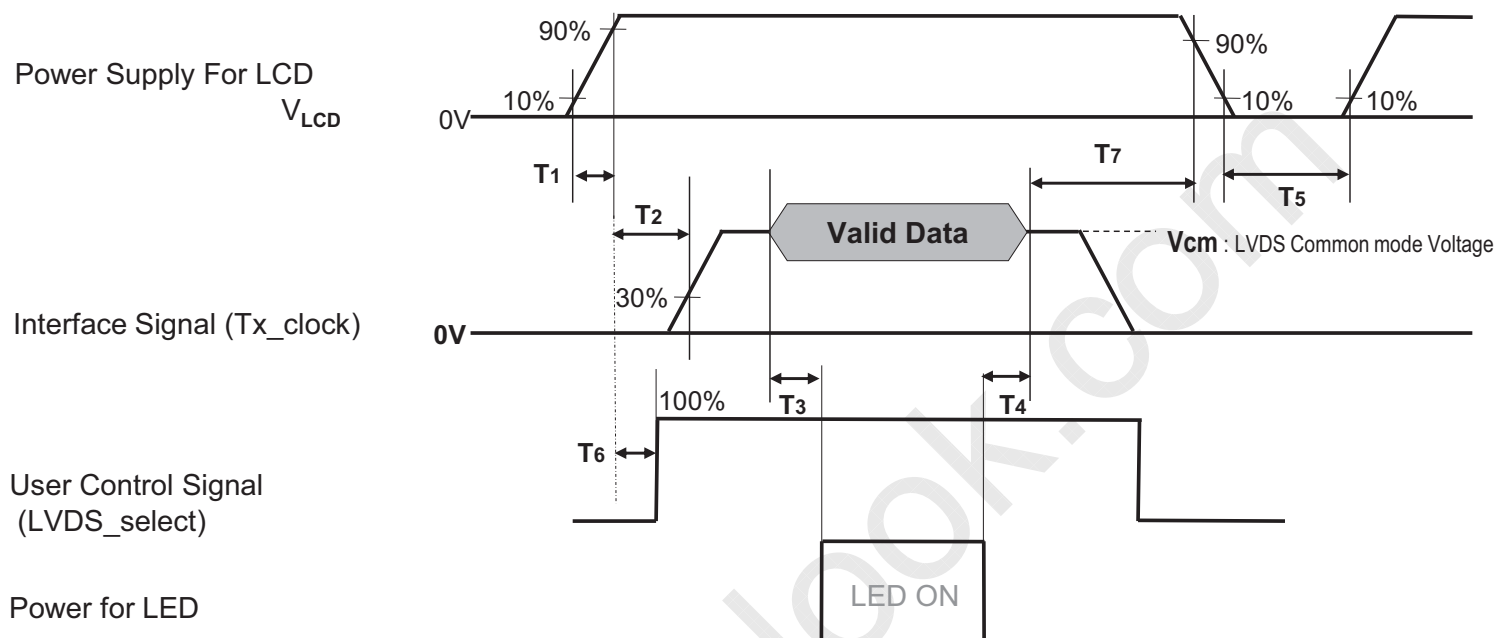 90%
90%
Power Supply For LCD
VLCD
10%
10%
10%
0V
T1
T7
T5
T2
Valid Data
Vcm : LVDS Common mode Voltage
30%
Interface Signal (Tx_clock)
0V
100%
T3
T4
T6
User Control Signal
(LVDS_select)
LED ON
Power for LED
look.com